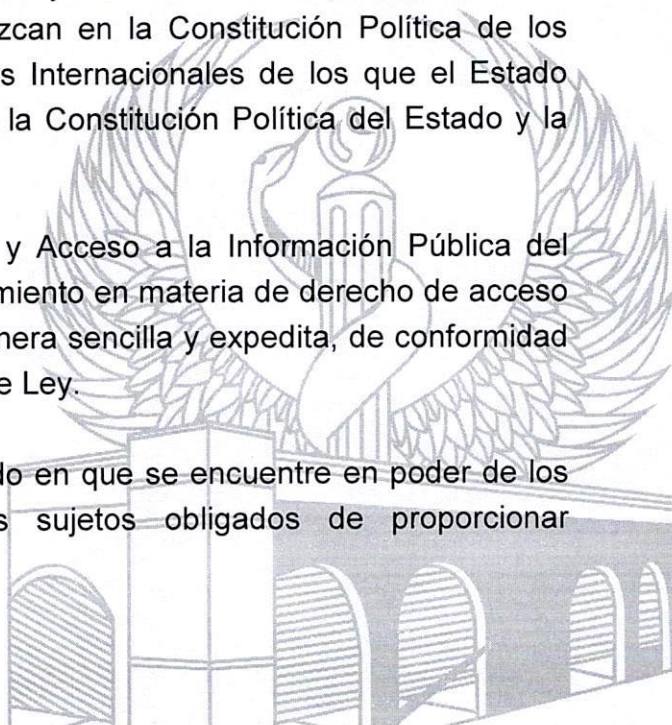 zcan en la Constitución Política de los
s Internacionales de los que el Estado
la Constitución Política del Estado y la
y Acceso a la Información Pública del
miento en materia de derecho de acceso
nera sencilla y expedita, de conformidad
e Ley.
do en que se encuentre en poder de los
s sujetos obligados de proporcionar